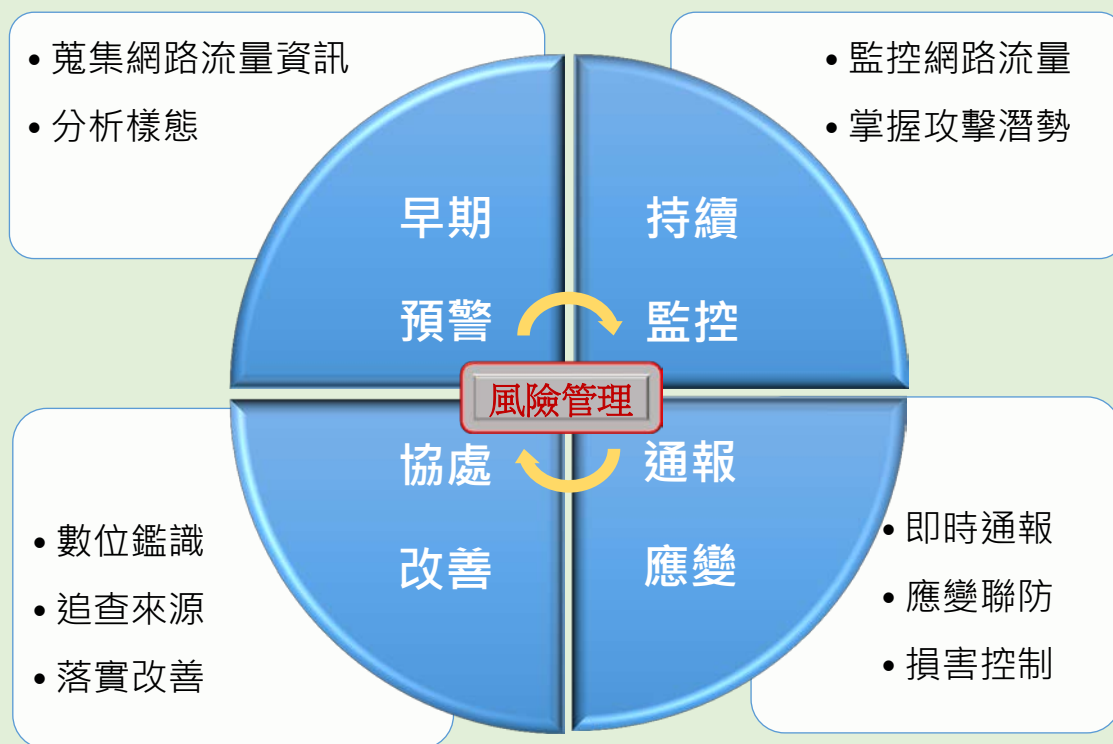 • 蒐集網路流量資訊
• 分析樣態
• 監控網路流量
• 掌握攻擊潛勢
早期
預警
持續
監控
風險管理
協處
改善
通報
應變
• 數位鑑識
• 追查來源
• 落實改善
• 即時通報
• 應變聯防
• 損害控制